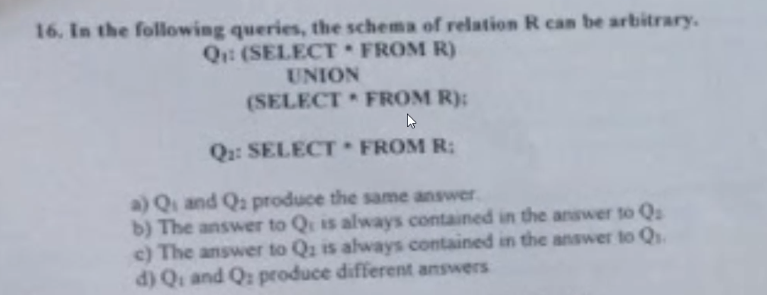 16. In the following queries, the schema of relation R can be arbitrary.
Q₁: (SELECT * FROM R)
UNION
(SELECT * FROM R);
Q₂: SELECT * FROM R;
a) Q₁ and Q₂ produce the same answer.
b) The answer to Q₁ is always contained in the answer to Q₂
c) The answer to Q₂ is always contained in the answer to Q₁.
d) Q₁ and Q₂ produce different answers